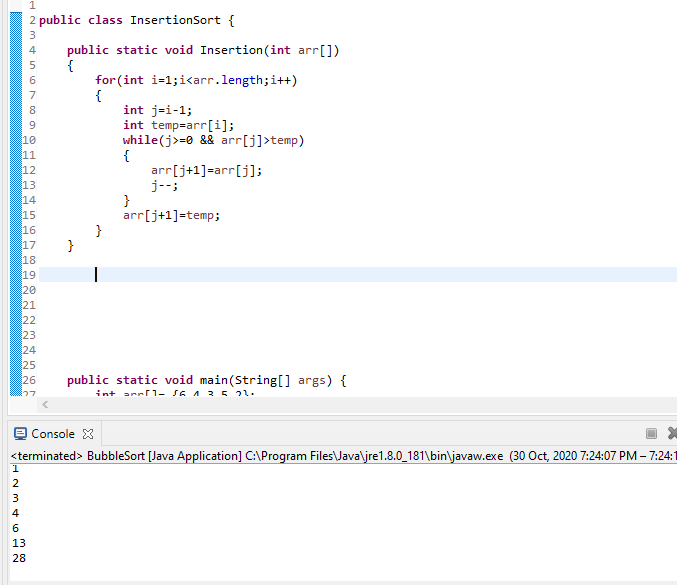 1
2 public class InsertionSort {
3
4 public static void Insertion(int arr[])
5 {
6 for(int i=1;i<arr.length;i++)
7 {
8 int j=i-1;
9 int temp=arr[i];
10 while(j>=0 && arr[j]>temp)
11 {
12 arr[j+1]=arr[j];
13 j--;
14 }
15 arr[j+1]=temp;
16 }
17 }
18
19
20
21
22
23
24
25
26 public static void main(String[] args) {
27 int arr[]= {6,4,3,5,2};
Console
<terminated> BubbleSort [Java Application] C:\Program Files\Java\jre1.8.0_181\bin\javaw.exe (30 Oct, 2020 7:24:07 PM – 7:24:1
1
2
3
4
6
13
28